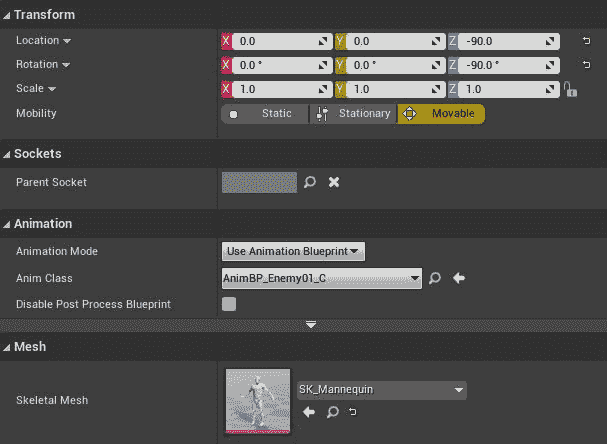 Transform
Location X 0.0 Y 0.0 Z -90.0
Rotation X 0.0 ° Y 0.0 ° Z -90.0 °
Scale X 1.0 Y 1.0 Z 1.0
Mobility Static Stationary Movable
Sockets
Parent Socket
Animation
Animation Mode Use Animation Blueprint
Anim Class AnimBP_Enemy01_C
Disable Post Process Blueprint
Mesh
Skeletal Mesh SK_Mannequin